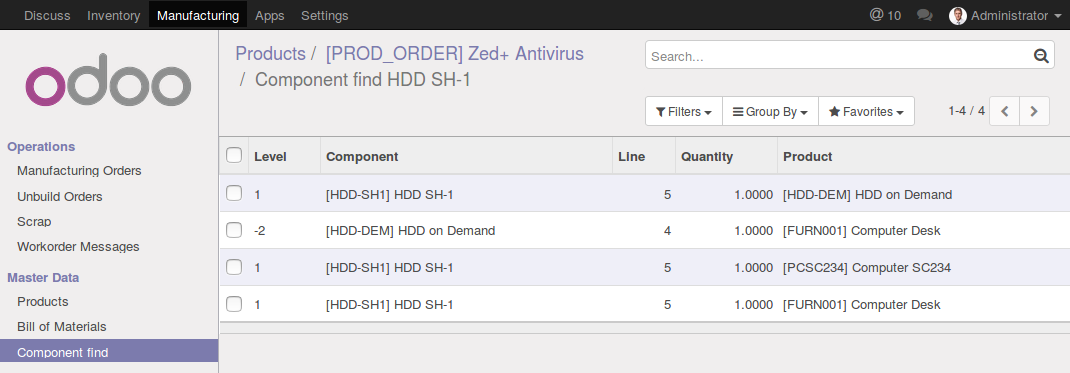 Discuss Inventory Manufacturing Apps Settings @ 10 Administrator
odoo
Operations
Manufacturing Orders
Unbuild Orders
Scrap
Workorder Messages
Master Data
Products
Bill of Materials
Component find
Products / [PROD_ORDER] Zed+ Antivirus
/ Component find HDD SH-1
Search...
Filters Group By Favorites 1-4 / 4
Level Component Line Quantity Product
1 [HDD-SH1] HDD SH-1 5 1.0000 [HDD-DEM] HDD on Demand
-2 [HDD-DEM] HDD on Demand 4 1.0000 [FURN001] Computer Desk
1 [HDD-SH1] HDD SH-1 5 1.0000 [PCSC234] Computer SC234
1 [HDD-SH1] HDD SH-1 5 1.0000 [FURN001] Computer Desk